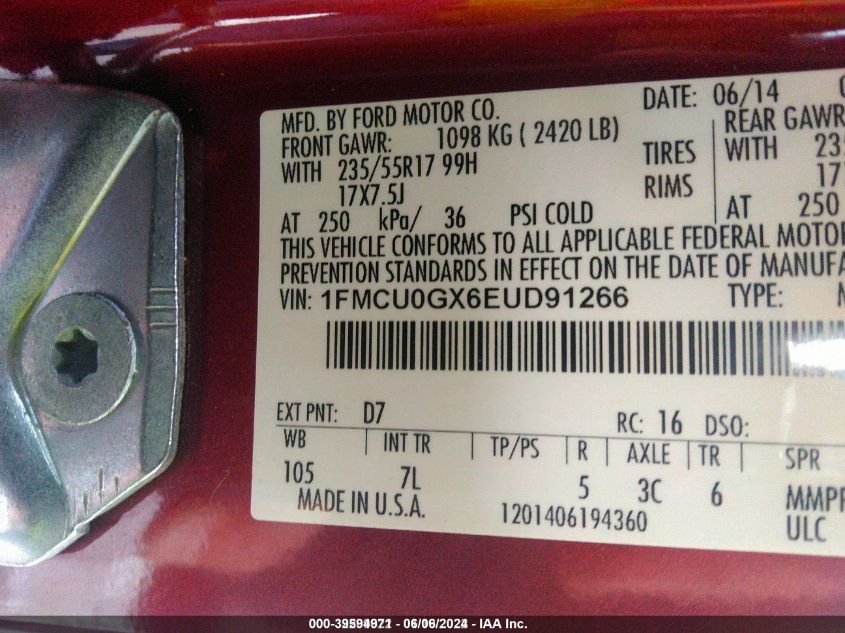 DATE: 06/14
MFD. BY FORD MOTOR CO.
FRONT GAWR: 1098 KG ( 2420 LB) REAR GAWR
WITH 235/55R17 99H TIRES WITH 235
17X7.5J RIMS 17
AT 250 kPa/ 36 PSI COLD AT 250
THIS VEHICLE CONFORMS TO ALL APPLICABLE FEDERAL MOTOR
PREVENTION STANDARDS IN EFFECT ON THE DATE OF MANUFA
VIN: 1FMCU0GX6EUD91266 TYPE:
EXT PNT: D7 RC: 16 DSO:
WB INT TR TP/PS R AXLE TR SPR
105 7L 5 3C 6 MMPR
MADE IN U.S.A. 1201406194360 ULC
- 06/06/2024 - IAA Inc.